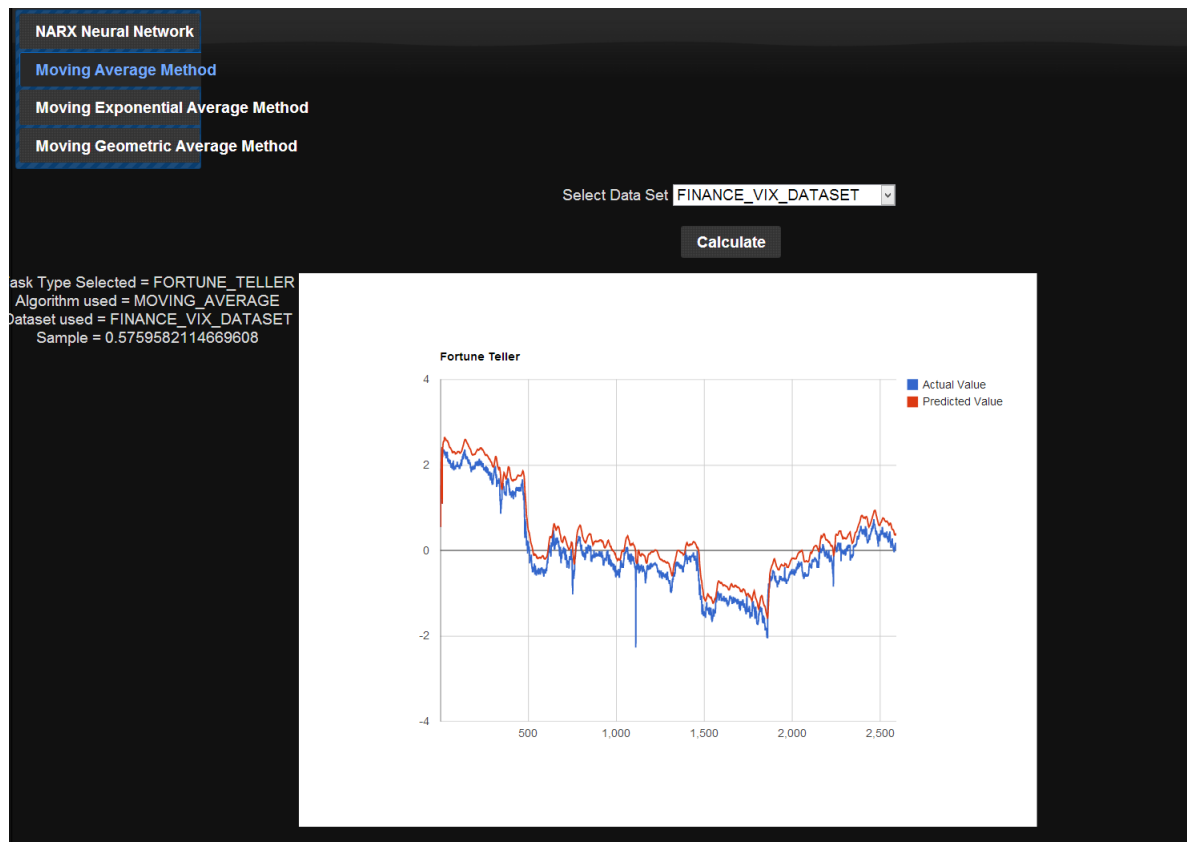 NARX Neural Network
Moving Average Method
Moving Exponential Average Method
Moving Geometric Average Method
Select Data Set FINANCE_VIX_DATASET
Calculate
ask Type Selected = FORTUNE_TELLER
Algorithm used = MOVING_AVERAGE
Dataset used = FINANCE_VIX_DATASET
Sample = 0.5759582114669608
Fortune Teller
4
2
0
-2
-4
500 1,000 1,500 2,000 2,500
Actual Value
Predicted Value